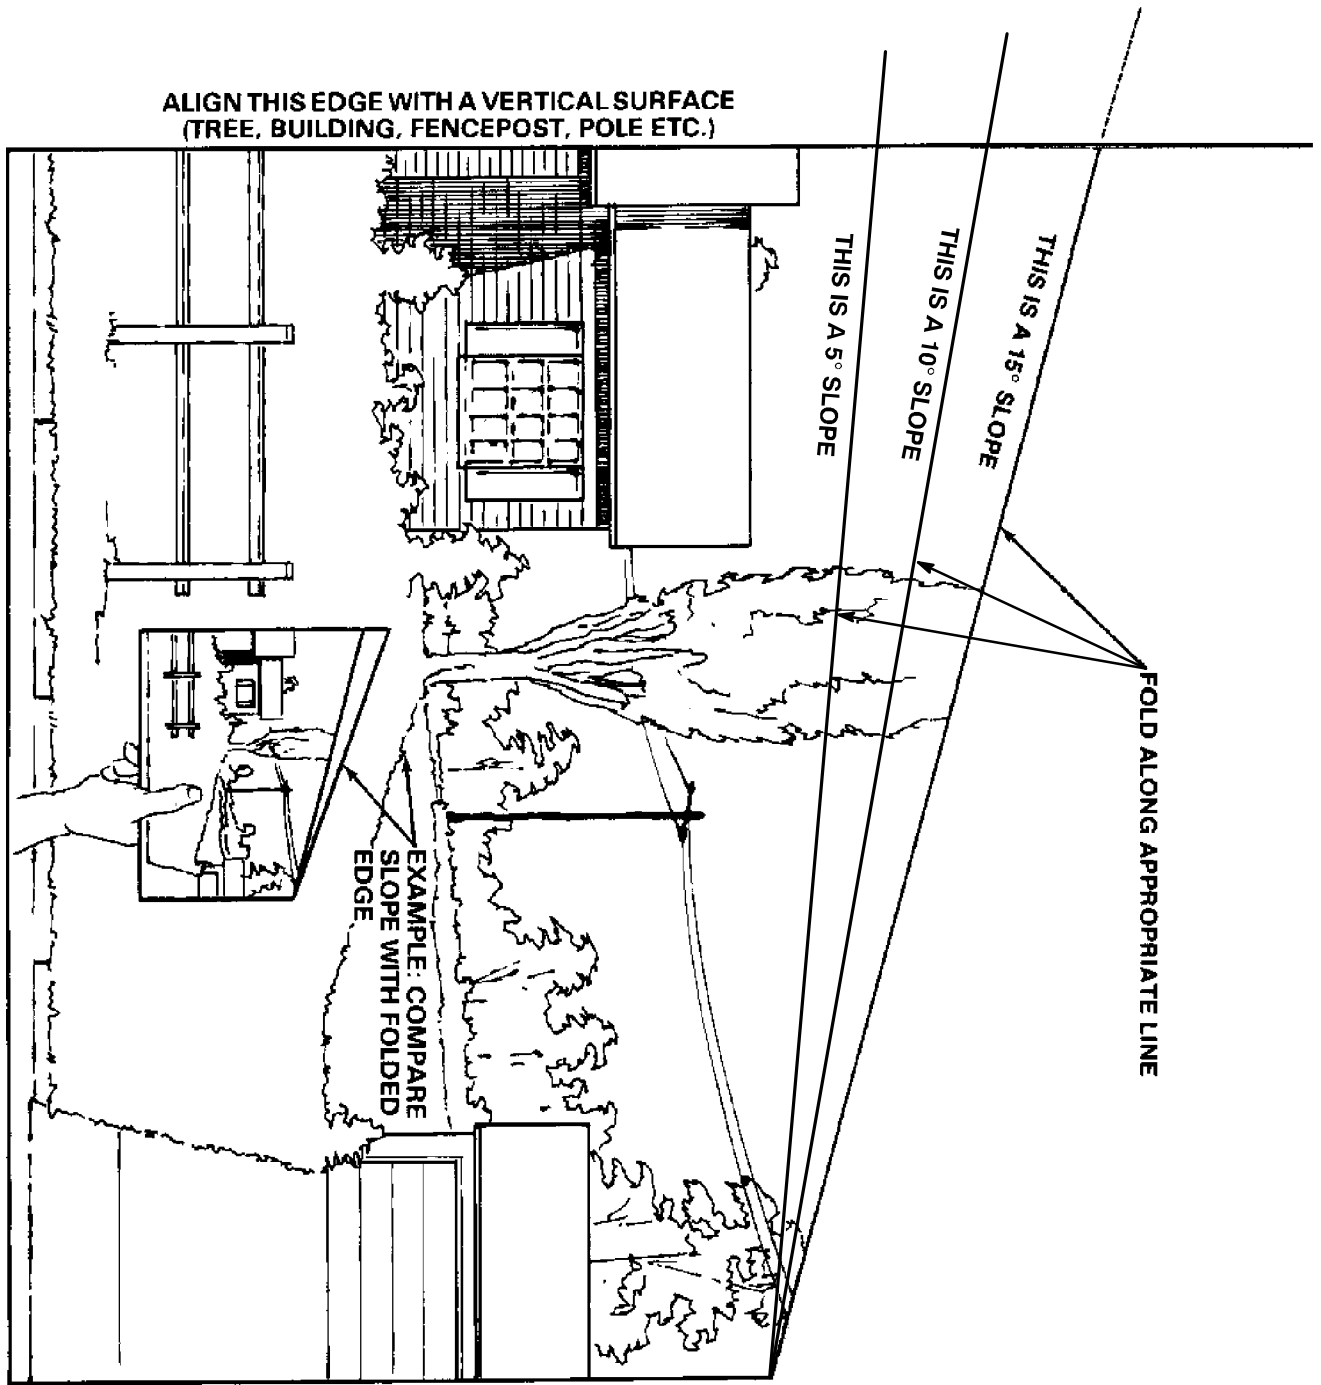 ALIGN THIS EDGE WITH A VERTICAL SURFACE
(TREE, BUILDING, FENCEPOST, POLE ETC.)
THIS IS A 15° SLOPE
THIS IS A 10° SLOPE
THIS IS A 5° SLOPE
FOLD ALONG APPROPRIATE LINE
EXAMPLE: COMPARE
SLOPE WITH FOLDED
EDGE